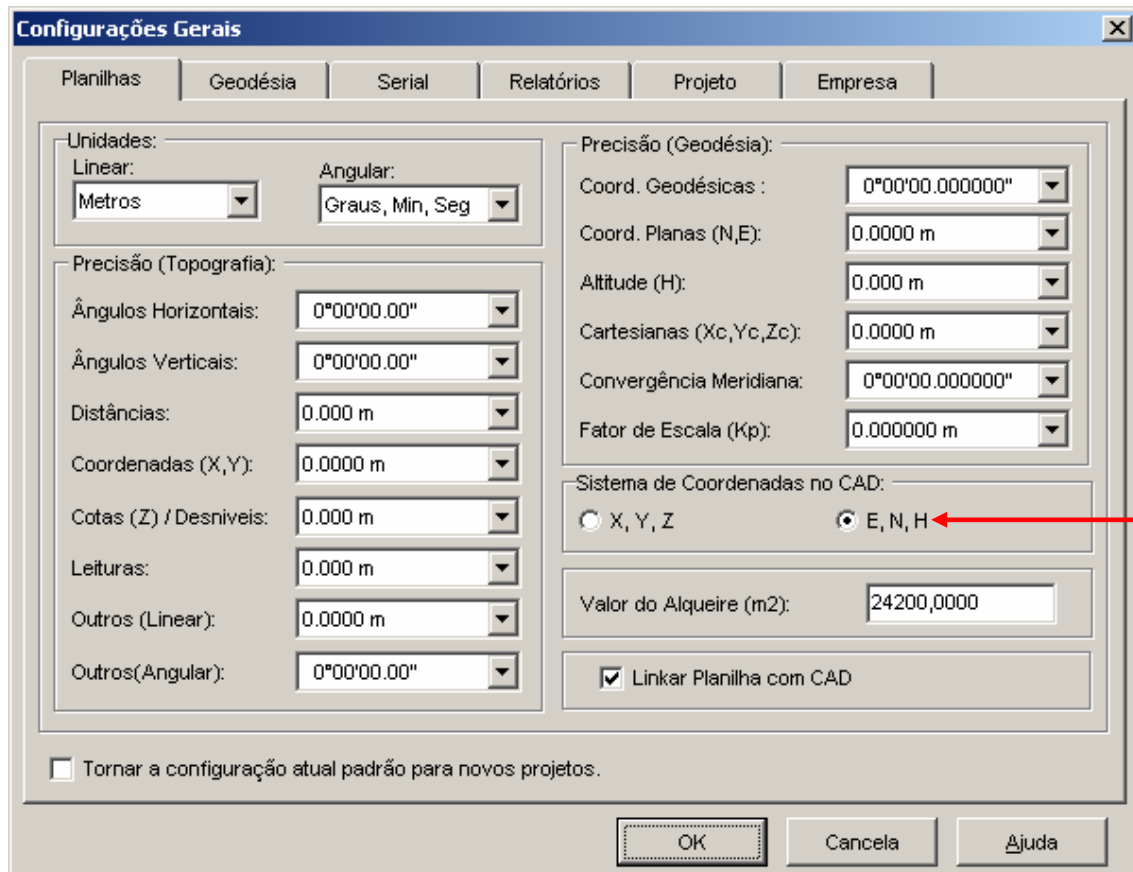 Configurações Gerais
Planilhas
Geodésia
Serial
Relatórios
Projeto
Empresa
Unidades:
Linear:
Angular:
Metros
Graus, Min, Seg
Precisão (Topografia):
Ângulos Horizontais:
0°00'00.00"
Ângulos Verticais:
0°00'00.00"
Distâncias:
0.000 m
Coordenadas (X,Y):
0.0000 m
Cotas (Z) / Desniveis:
0.000 m
Leituras:
0.000 m
Outros (Linear):
0.0000 m
Outros(Angular):
0°00'00.00"
Precisão (Geodésia):
Coord. Geodésicas :
0°00'00.000000"
Coord. Planas (N,E):
0.0000 m
Altitude (H):
0.000 m
Cartesianas (Xc,Yc,Zc):
0.0000 m
Convergência Meridiana:
0°00'00.000000"
Fator de Escala (Kp):
0.000000 m
Sistema de Coordenadas no CAD:
X, Y, Z
E, N, H
Valor do Alqueire (m2):
24200,0000
Linkar Planilha com CAD
Tornar a configuração atual padrão para novos projetos.
OK
Cancela
Ajuda